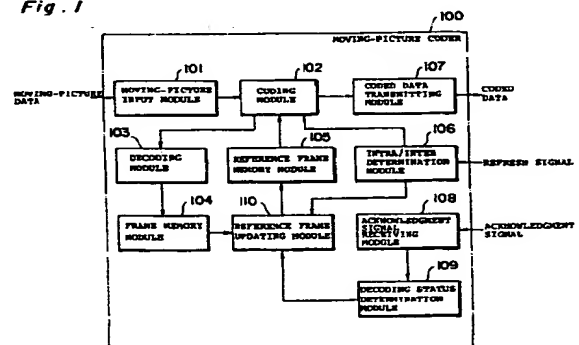 Fig. 1
100
MOVING-PICTURE CODER
101
102
107
MOVING-PICTURE
DATA
MOVING-PICTURE
INPUT MODULE
CODING
MODULE
CODED DATA
TRANSMITTING
MODULE
CODED
DATA
103
105
106
DECODING
MODULE
REFERENCE FRAME
MEMORY MODULE
INTRA/INTER
DETERMINATION
MODULE
REFRESH SIGNAL
104
110
108
FRAME MEMORY
MODULE
REFERENCE FRAME
UPDATING MODULE
ACKNOWLEDGMENT
SIGNAL
RECEIVING
MODULE
ACKNOWLEDGMENT
SIGNAL
109
DECODING STATUS
DETERMINATION
MODULE